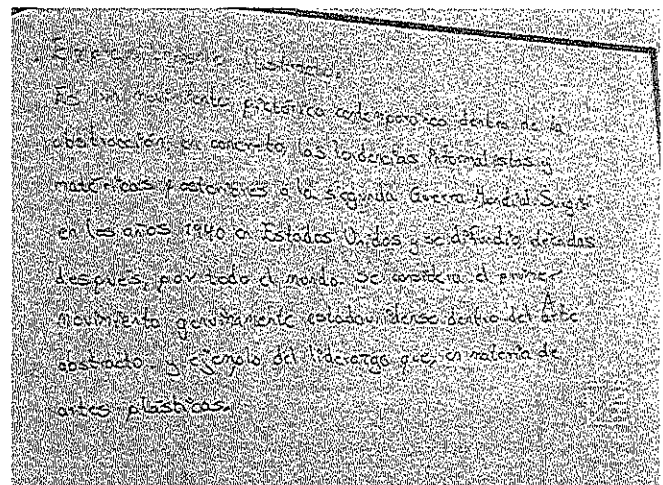 Expresionismo Abstracto.
Es un movimiento pictórico contemporáneo dentro de la
abstracción, en concreto, las tendencias informalistas y
matéricas posteriores a la segunda Guerra Mundial. Surgió
en los años 1940 en Estados Unidos y se difundió décadas
después, por todo el mundo. Se considera el primer
movimiento genuinamente estadounidense dentro del Arte
abstracto. y ejemplo del liderazgo que, en materia de
artes plásticas.